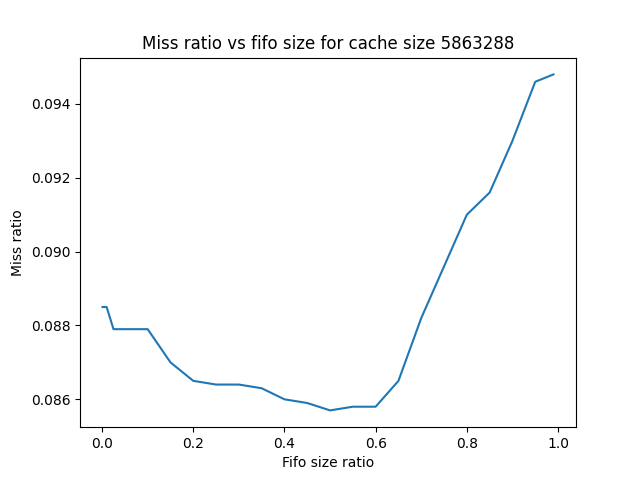 Miss ratio vs fifo size for cache size 5863288
0.094
0.092
0.090
0.088
0.086
Miss ratio
0.0 0.2 0.4 0.6 0.8 1.0
Fifo size ratio